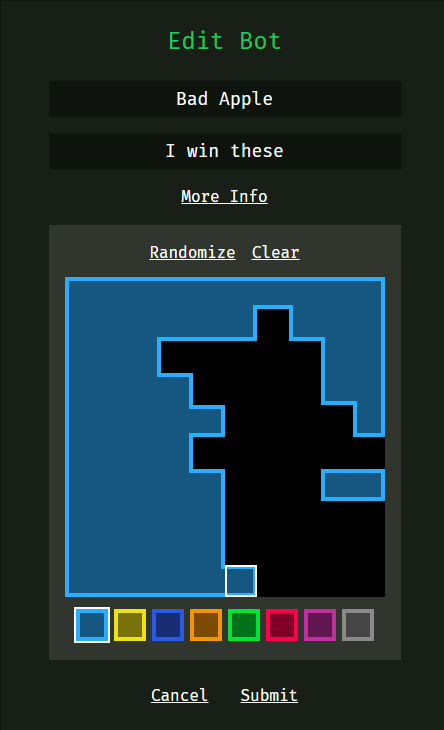 Edit Bot
Bad Apple
I win these
More Info
Randomize Clear
Cancel Submit